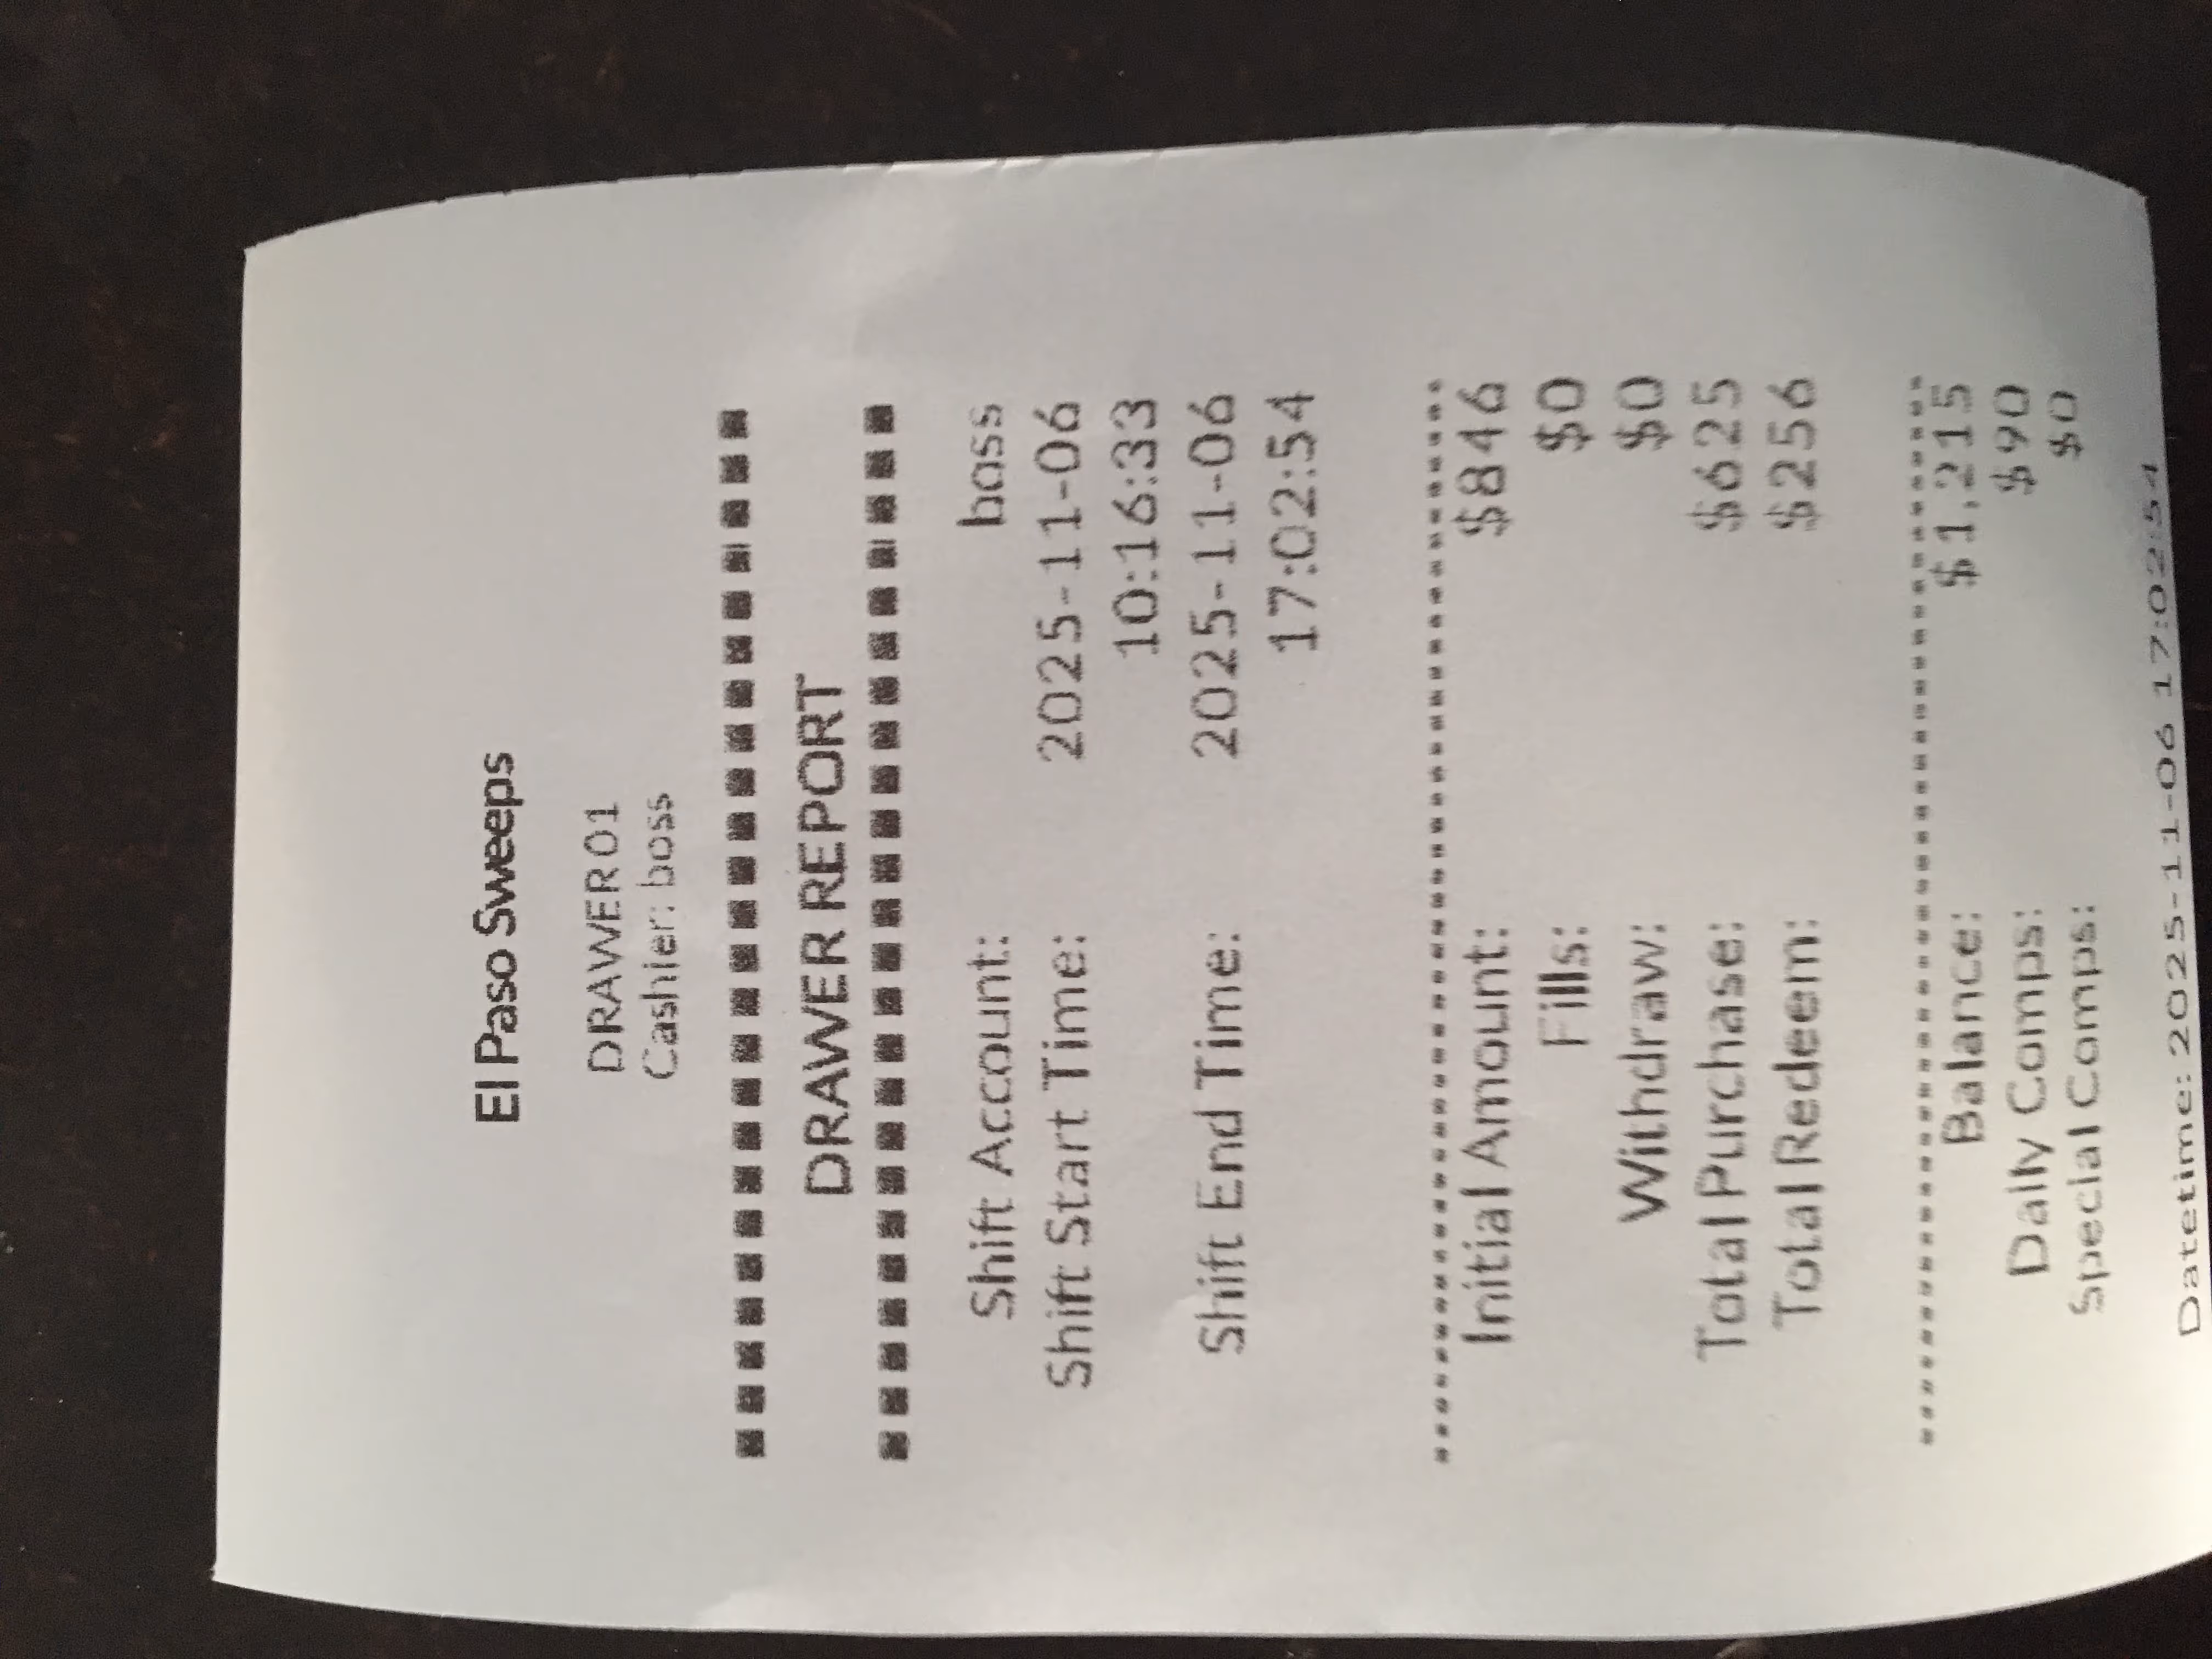 El Paso Sweeps
DRAWER01
Cashier: boss
DRAWER REPORT
Shift Account: boss
Shift Start Time: 2025-11-06
10:16:33
Shift End Time: 2025-11-06
17:02:54
Initial Amount: $846
Fills: $0
Withdraw: $0
Total Purchase: $625
Total Redeem: $256
Balance: $1,215
Daily Comps: $90
Special Comps: $0
Datetime: 2025-11-06 17:02:54